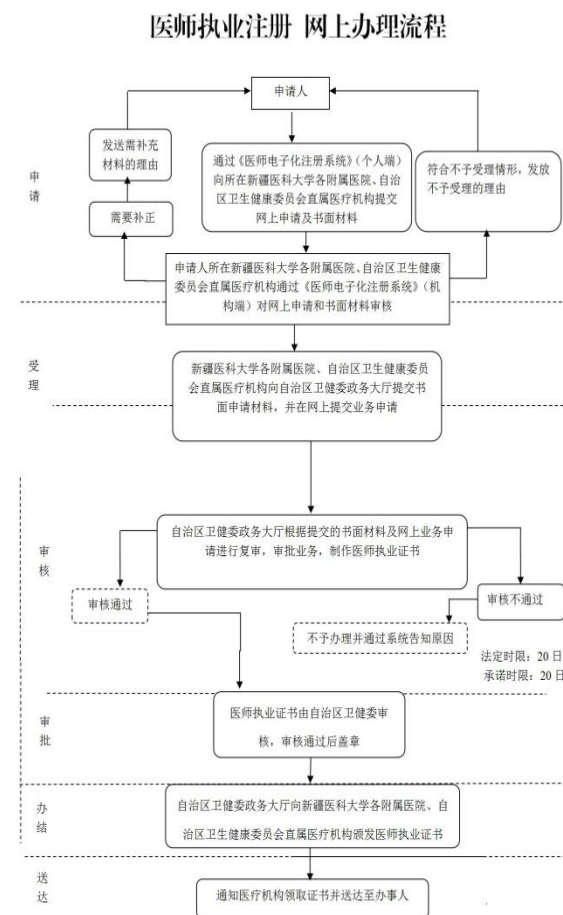 医师执业注册 网上办理流程
申请人
发送需补充
材料的理由
需要补正
通过《医师电子化注册系统》(个人端)
向所在新疆医科大学各附属医院、自治
区卫生健康委员会直属医疗机构提交
网上申请及书面材料
符合不予受理情形，发放
不予受理的理由
申
请
申请人所在新疆医科大学各附属医院、自治区卫生健康
委员会直属医疗机构通过《医师电子化注册系统》(机
构端) 对网上申请和书面材料审核
受
理
新疆医科大学各附属医院、自治区卫生健康委员
会直属医疗机构向自治区卫健委政务大厅提交书
面申请材料，并在网上提交业务申请
审
核
自治区卫健委政务大厅根据提交的书面材料及网上业务申
请进行复审，审批业务，制作医师执业证书
审核通过
审核不通过
不予办理并通过系统告知原因
法定时限：20 日
承诺时限：20 日
审
批
医师执业证书由自治区卫健委审
核，审核通过后盖章
办
结
自治区卫健委政务大厅向新疆医科大学各附属医院、自
治区卫生健康委员会直属医疗机构颁发医师执业证书
送
达
通知医疗机构领取证书并送达至办事人